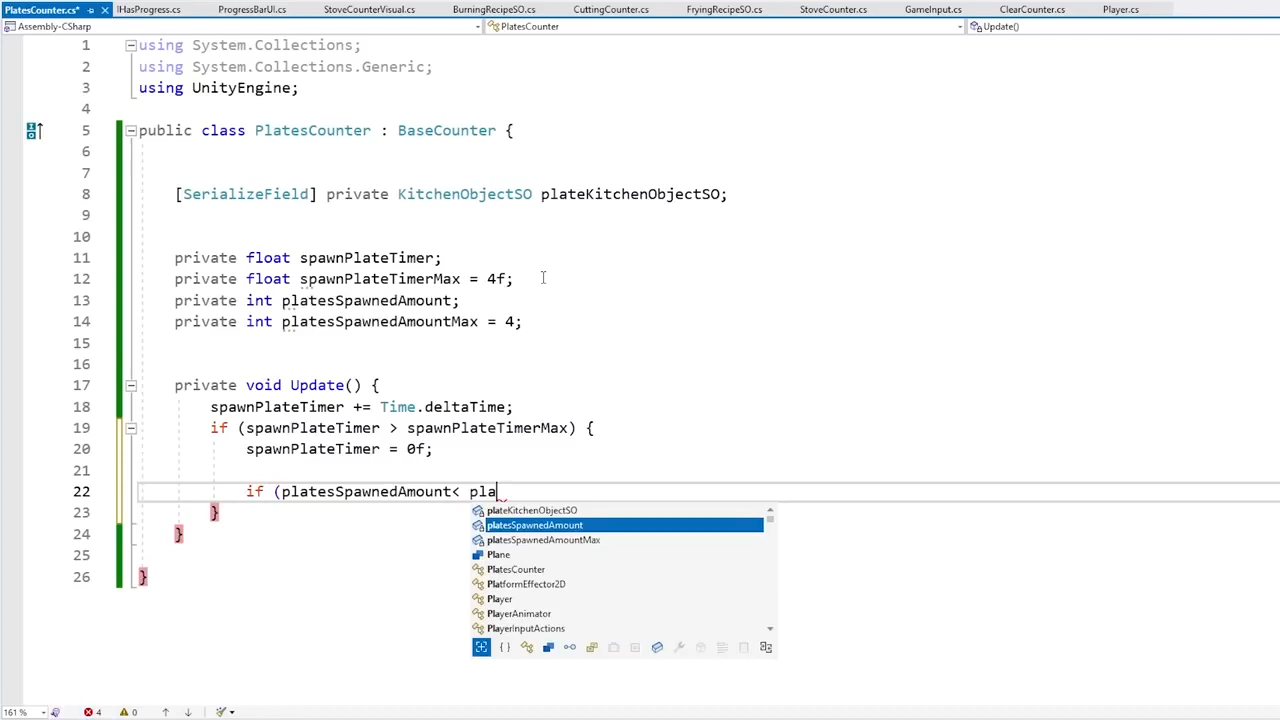 PlatesCounter.cs* IHasProgress.cs ProgressBarUI.cs StoveCounterVisual.cs BurningRecipeSO.cs CuttingCounter.cs FryingRecipeSO.cs StoveCounter.cs GameInput.cs ClearCounter.cs Player.cs
Assembly-CSharp PlatesCounter Update()
1 using System.Collections;
2 using System.Collections.Generic;
3 using UnityEngine;
4
5 public class PlatesCounter : BaseCounter {
6
7
8 [SerializeField] private KitchenObjectSO plateKitchenObjectSO;
9
10
11 private float spawnPlateTimer;
12 private float spawnPlateTimerMax = 4f;
13 private int platesSpawnedAmount;
14 private int platesSpawnedAmountMax = 4;
15
16
17 private void Update() {
18 spawnPlateTimer += Time.deltaTime;
19 if (spawnPlateTimer > spawnPlateTimerMax) {
20 spawnPlateTimer = 0f;
21
22 if (platesSpawnedAmount< pla
23 }
24 }
25
26 }
plateKitchenObjectSO
platesSpawnedAmount
platesSpawnedAmountMax
Plane
PlatesCounter
PlatformEffector2D
Player
PlayerAnimator
PlayerInputActions
161 % 4 0